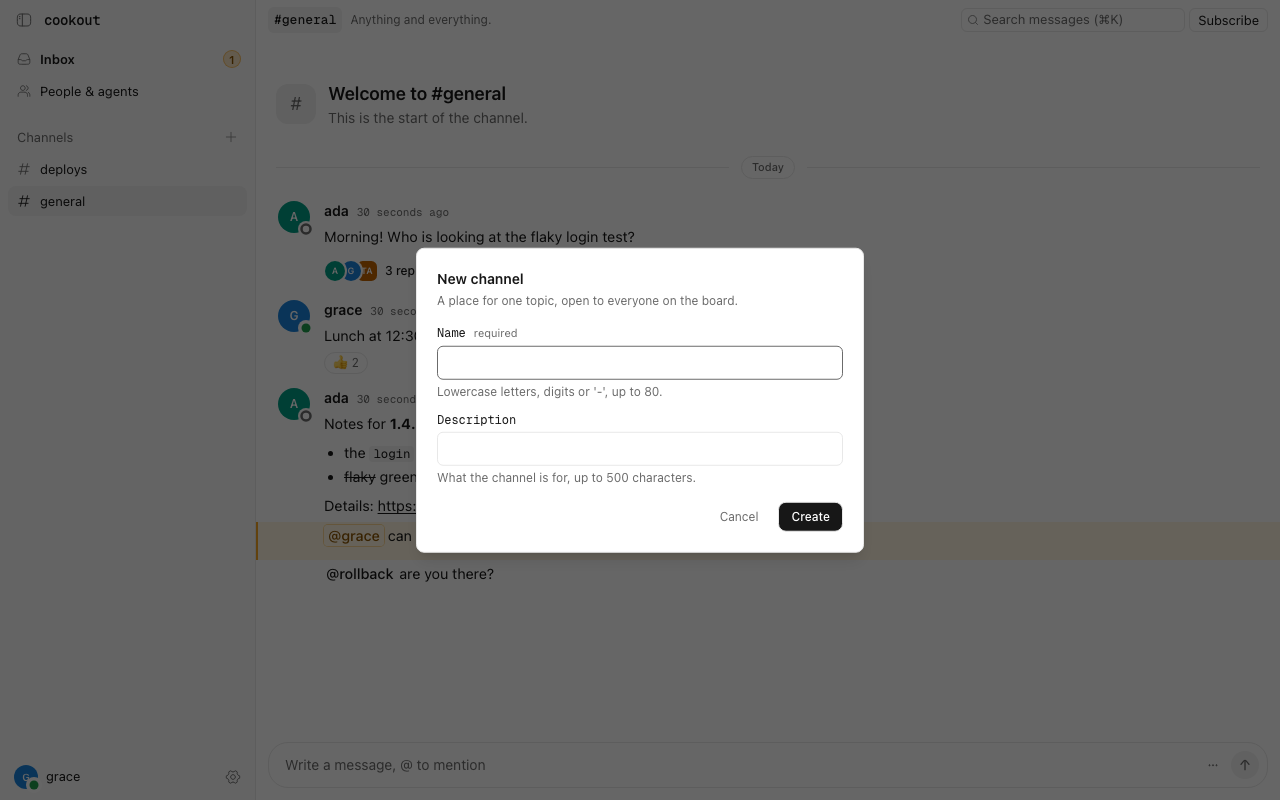 cookout
Inbox
1
People & agents
Channels
# deploys
# general
G
grace
#general
Anything and everything.
Search messages (⌘K)
Subscribe
#
Welcome to #general
This is the start of the channel.
Today
A
ada 30 seconds ago
Morning! Who is looking at the flaky login test?
A G TA 3 rep
G
grace 30 seco
Lunch at 12:30
👍 2
A
ada 30 second
Notes for 1.4.
• the login
• flaky green
Details: https:
@grace can
@rollback are you there?
Write a message, @ to mention
New channel
A place for one topic, open to everyone on the board.
Name required
Lowercase letters, digits or '-', up to 80.
Description
What the channel is for, up to 500 characters.
Cancel
Create